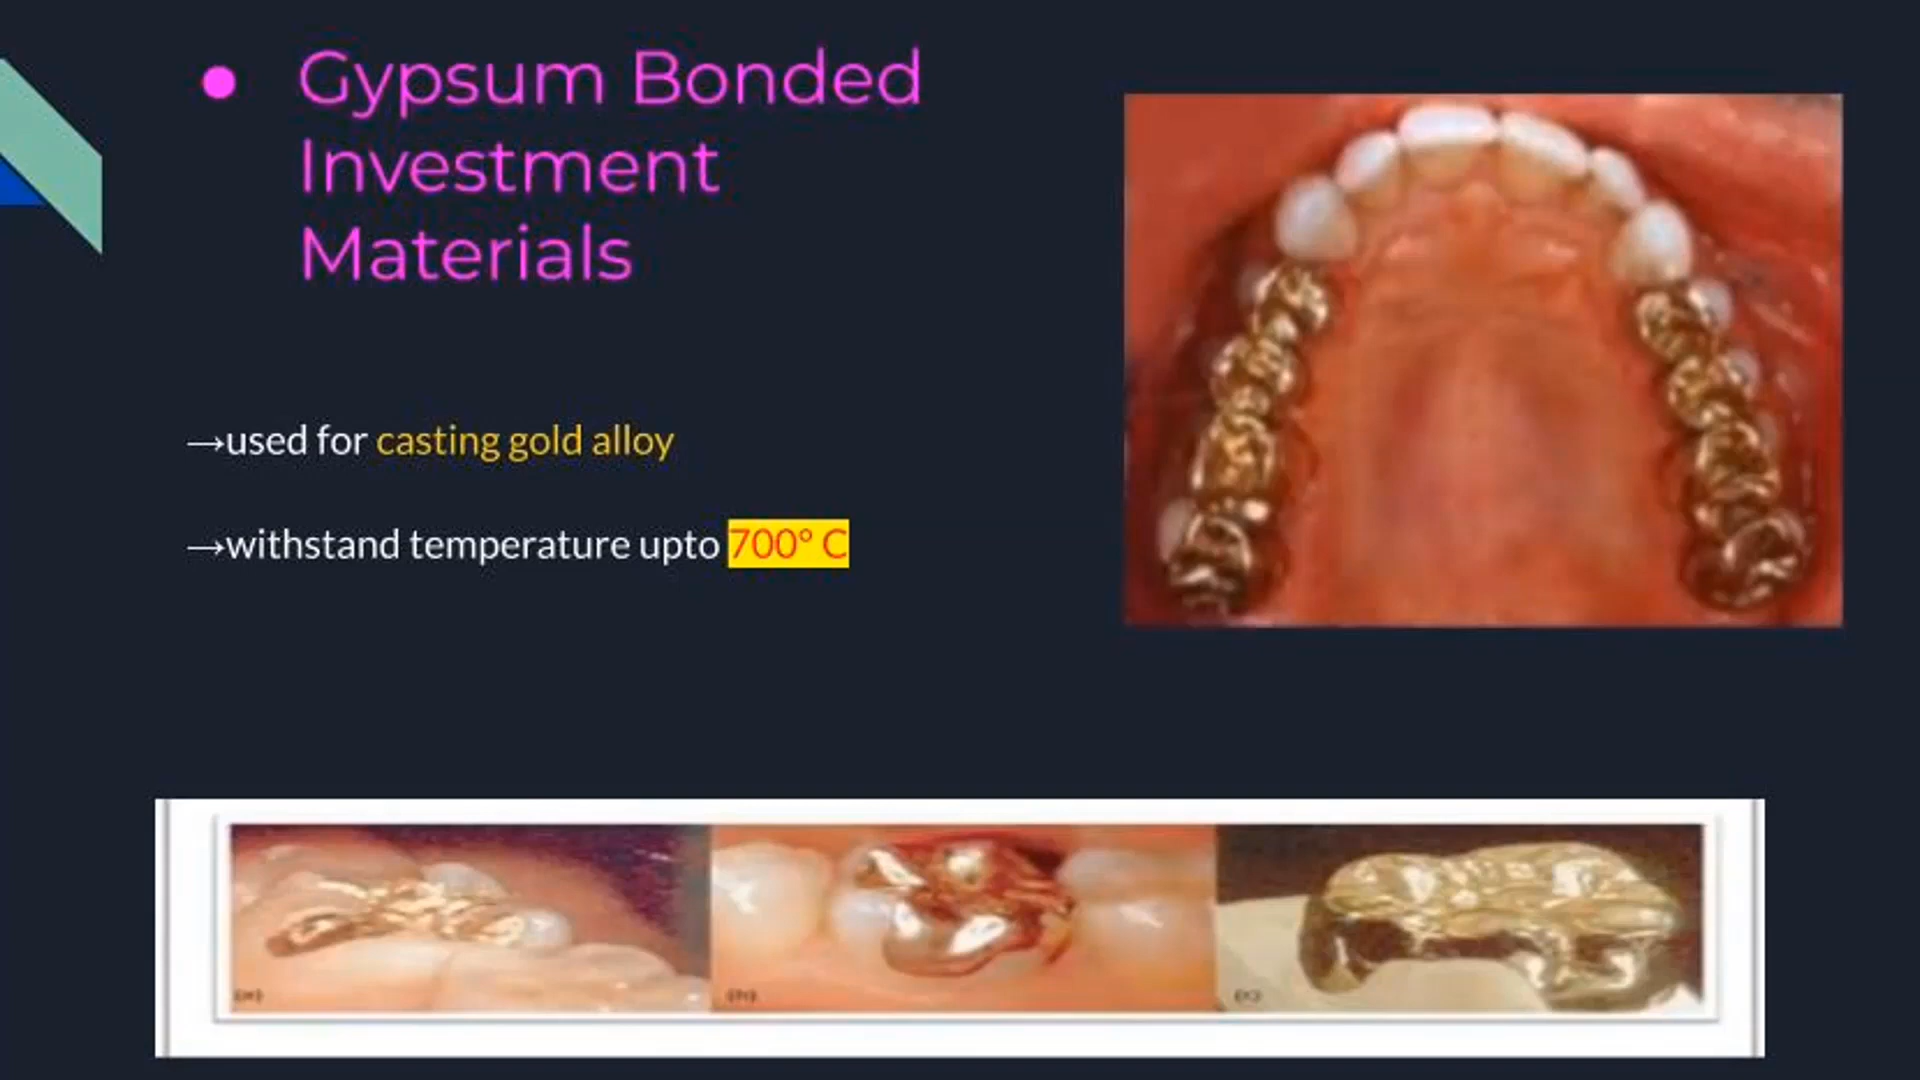 ● Gypsum Bonded
Investment
Materials
→used for casting gold alloy
→withstand temperature upto 700° C